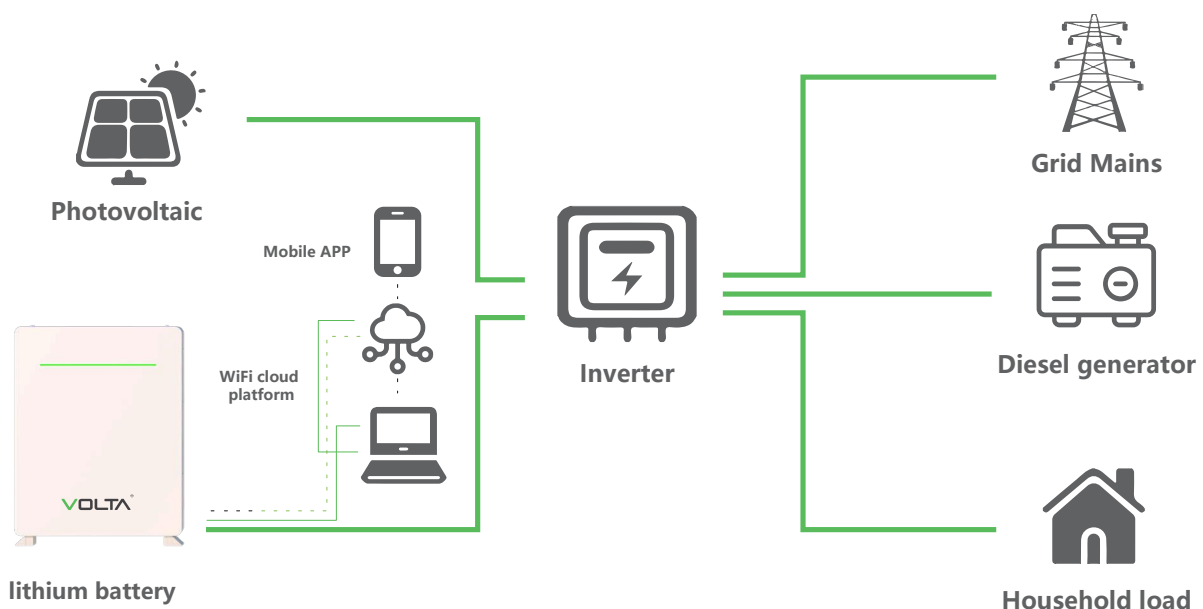 Photovoltaic
Mobile APP
WiFi cloud
platform
VOLTA®
lithium battery
Inverter
Grid Mains
Diesel generator
Household load